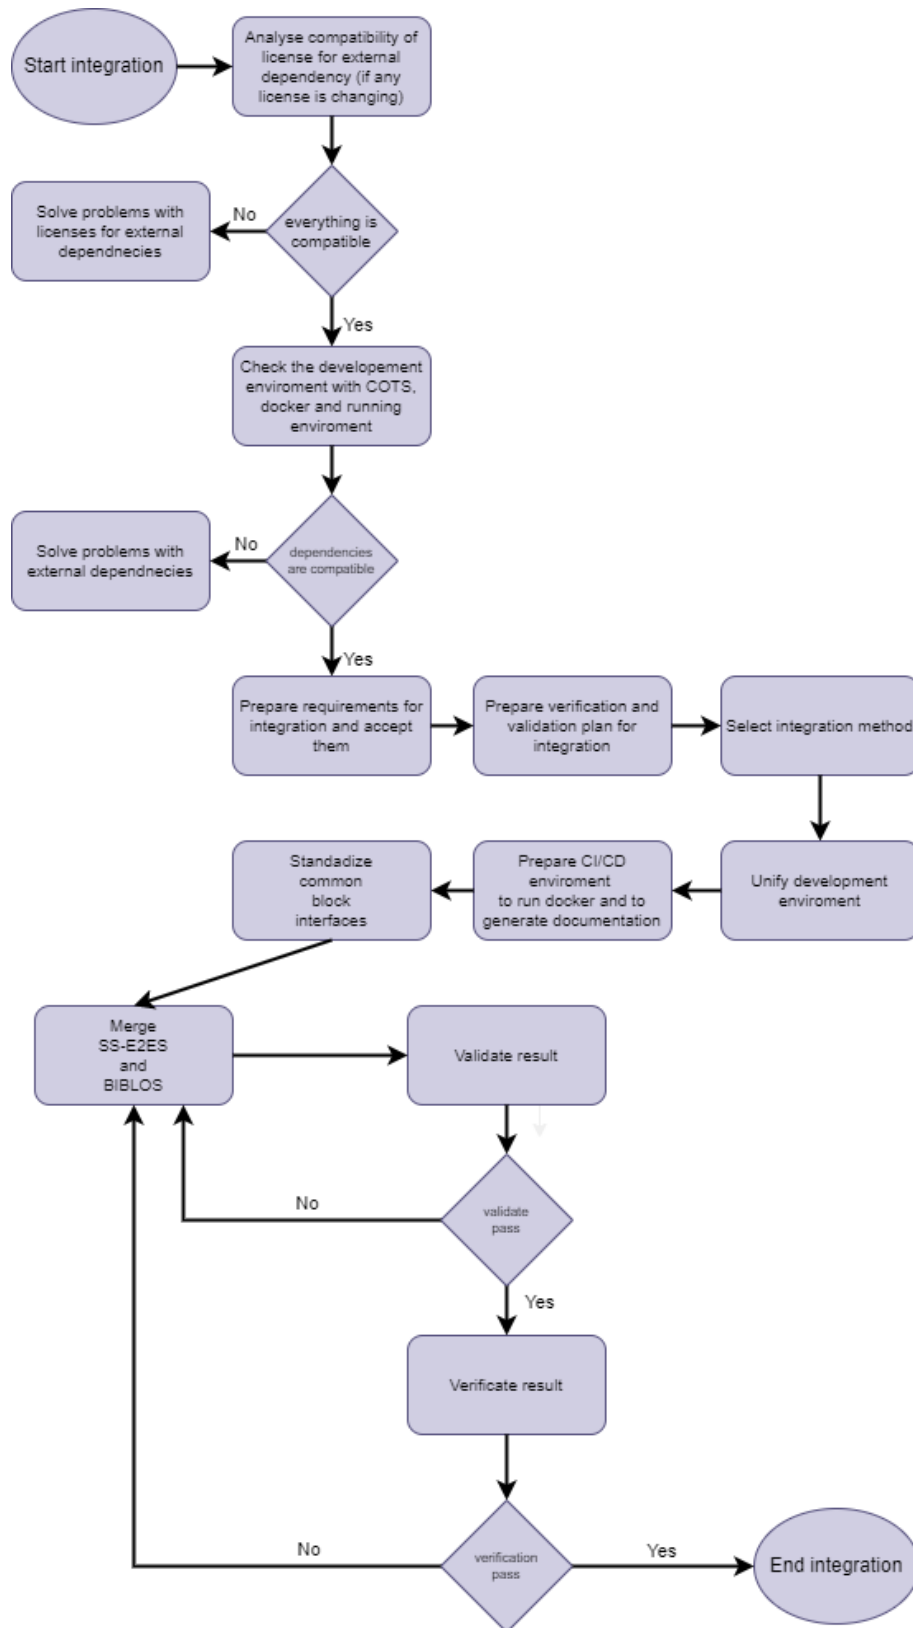 Start integration
Analyse compatibility of
license for external
dependency (if any
license is changing)
everything is
compatible
No
Solve problems with
licenses for external
dependnecies
Yes
Check the developement
enviroment with COTS,
docker and running
enviroment
dependencies
are compatible
No
Solve problems with
external dependnecies
Yes
Prepare requirements for
integration and accept
them
Prepare verification and
validation plan for
integration
Select integration method
Unify development
enviroment
Prepare CI/CD
enviroment
to run docker and to
generate documentation
Standadize
common
block
interfaces
Merge
SS-E2ES
and
BIBLOS
Validate result
validate
pass
No
Yes
Verificate result
verification
pass
No
Yes
End integration